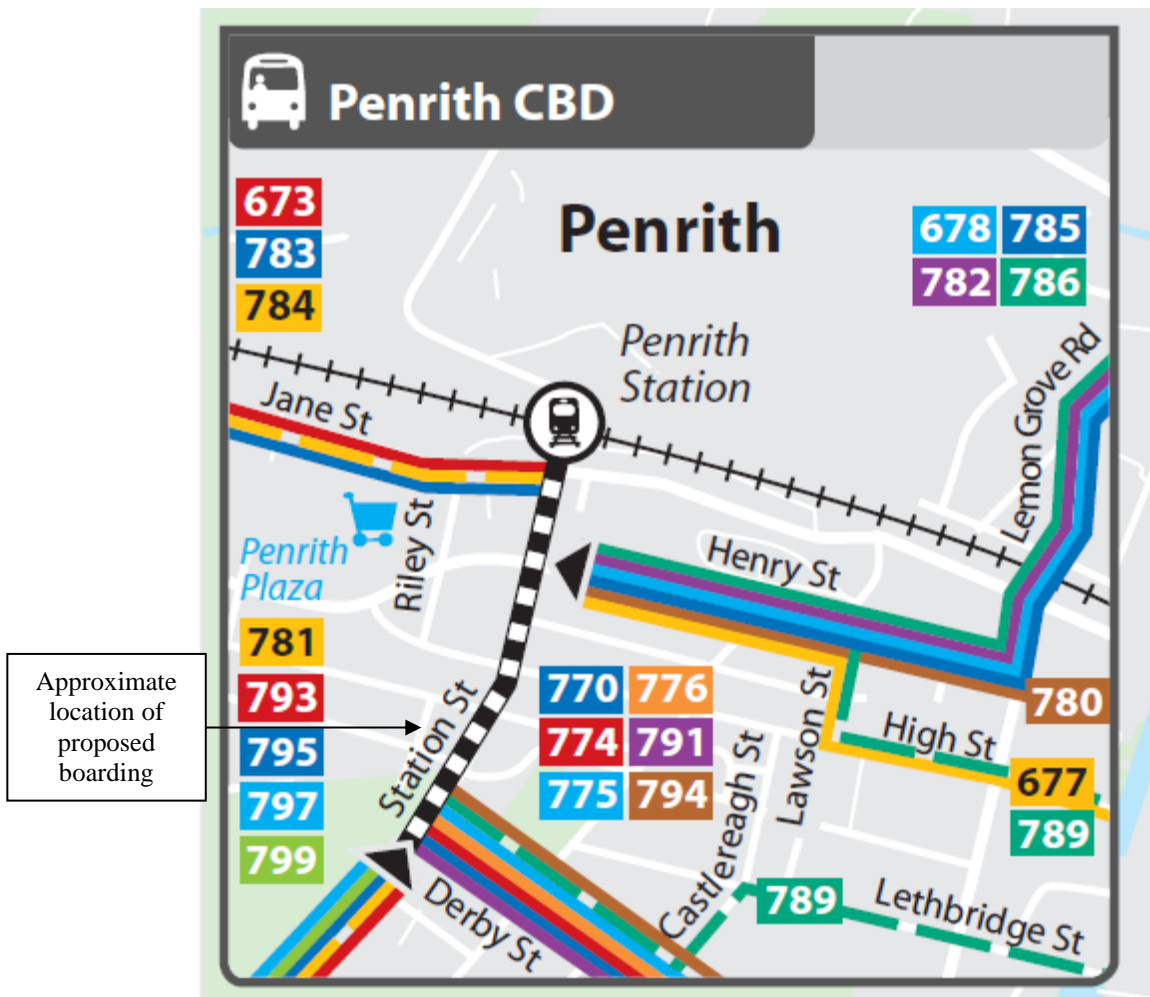 Penrith CBD
673
783
784
Penrith
678 785
782 786
Penrith
Station
Lemon Grove Rd
Jane St
Riley St
Penrith
Plaza
Henry St
781
793
795
797
799
Approximate
location of
proposed
boarding
Station St
770 776
774 791
775 794
Lawson St
780
High St
677
789
Castlereagh St
Derby St
789
Lethbridge St